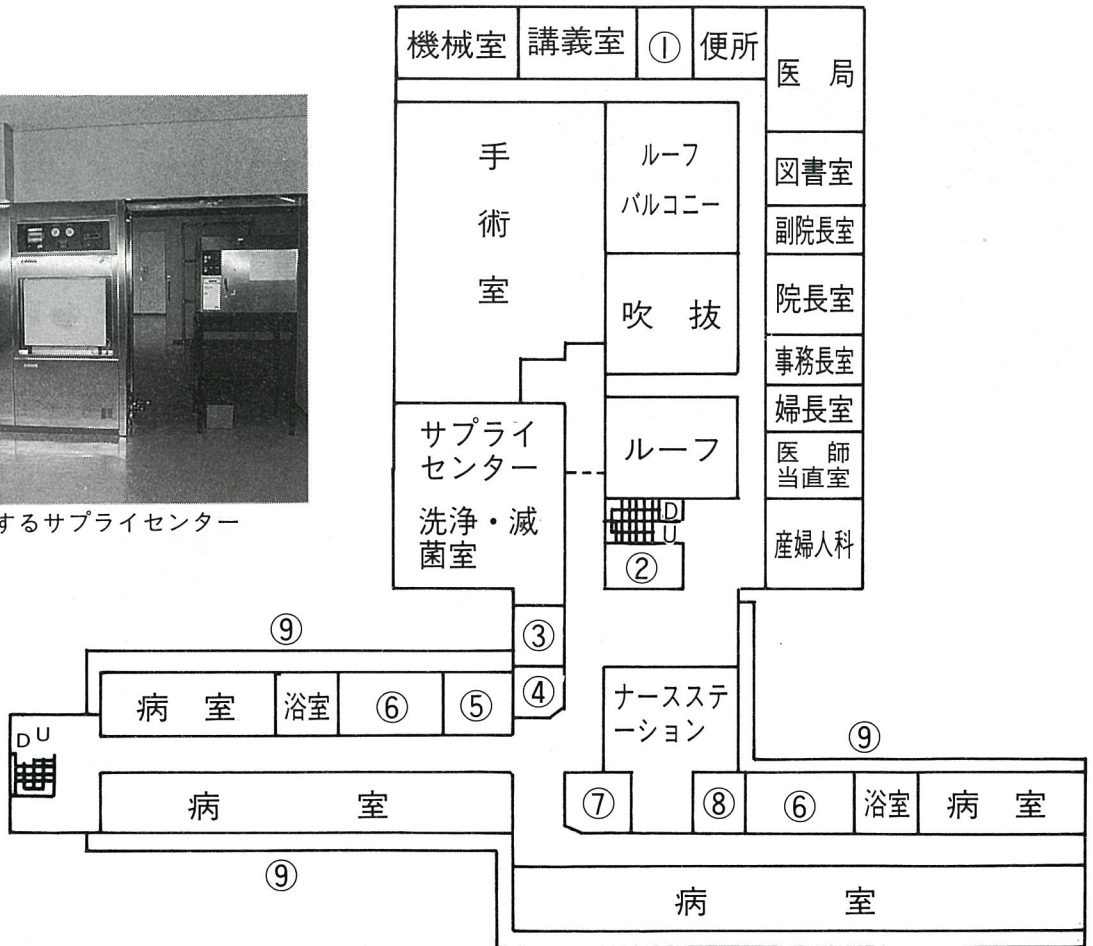 機械室
講義室
①
便所
医 局
手術室
ルーフ
バルコニー
図書室
副院長室
吹 抜
院長室
事務長室
婦長室
サプライ
センター
洗浄・滅
菌室
ルーフ
医 師
当直室
D
U
②
産婦人科
③
⑨
④
病 室
浴室
⑥
⑤
ナースステ
ーション
D U
⑨
病 室
⑦
⑧
⑥
浴室
病 室
⑨
病 室
するサプライセンター